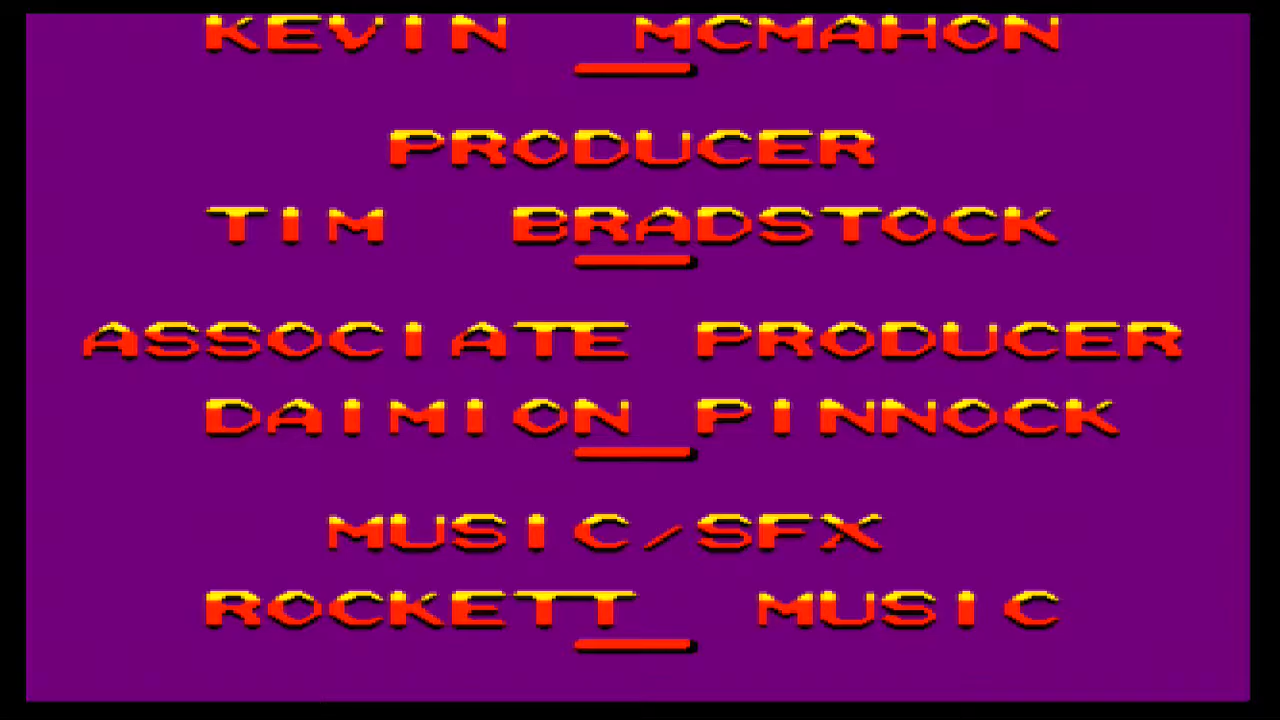 KEVIN MCMAHON
PRODUCER
TIM BRADSTOCK
ASSOCIATE PRODUCER
DAIMION PINNOCK
MUSIC/SFX
ROCKETT MUSIC